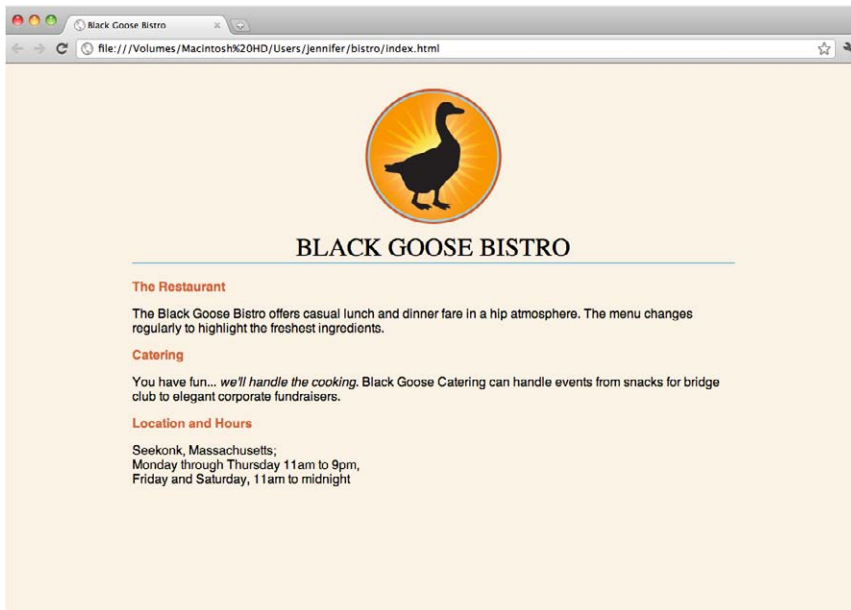 Black Goose Bistro
file:///Volumes/Macintosh%20HD/Users/jennifer/bistro/index.html
BLACK GOOSE BISTRO
The Restaurant
The Black Goose Bistro offers casual lunch and dinner fare in a hip atmosphere. The menu changes
regularly to highlight the freshest ingredients.
Catering
You have fun... we'll handle the cooking. Black Goose Catering can handle events from snacks for bridge
club to elegant corporate fundraisers.
Location and Hours
Seekonk, Massachusetts;
Monday through Thursday 11am to 9pm,
Friday and Saturday, 11am to midnight